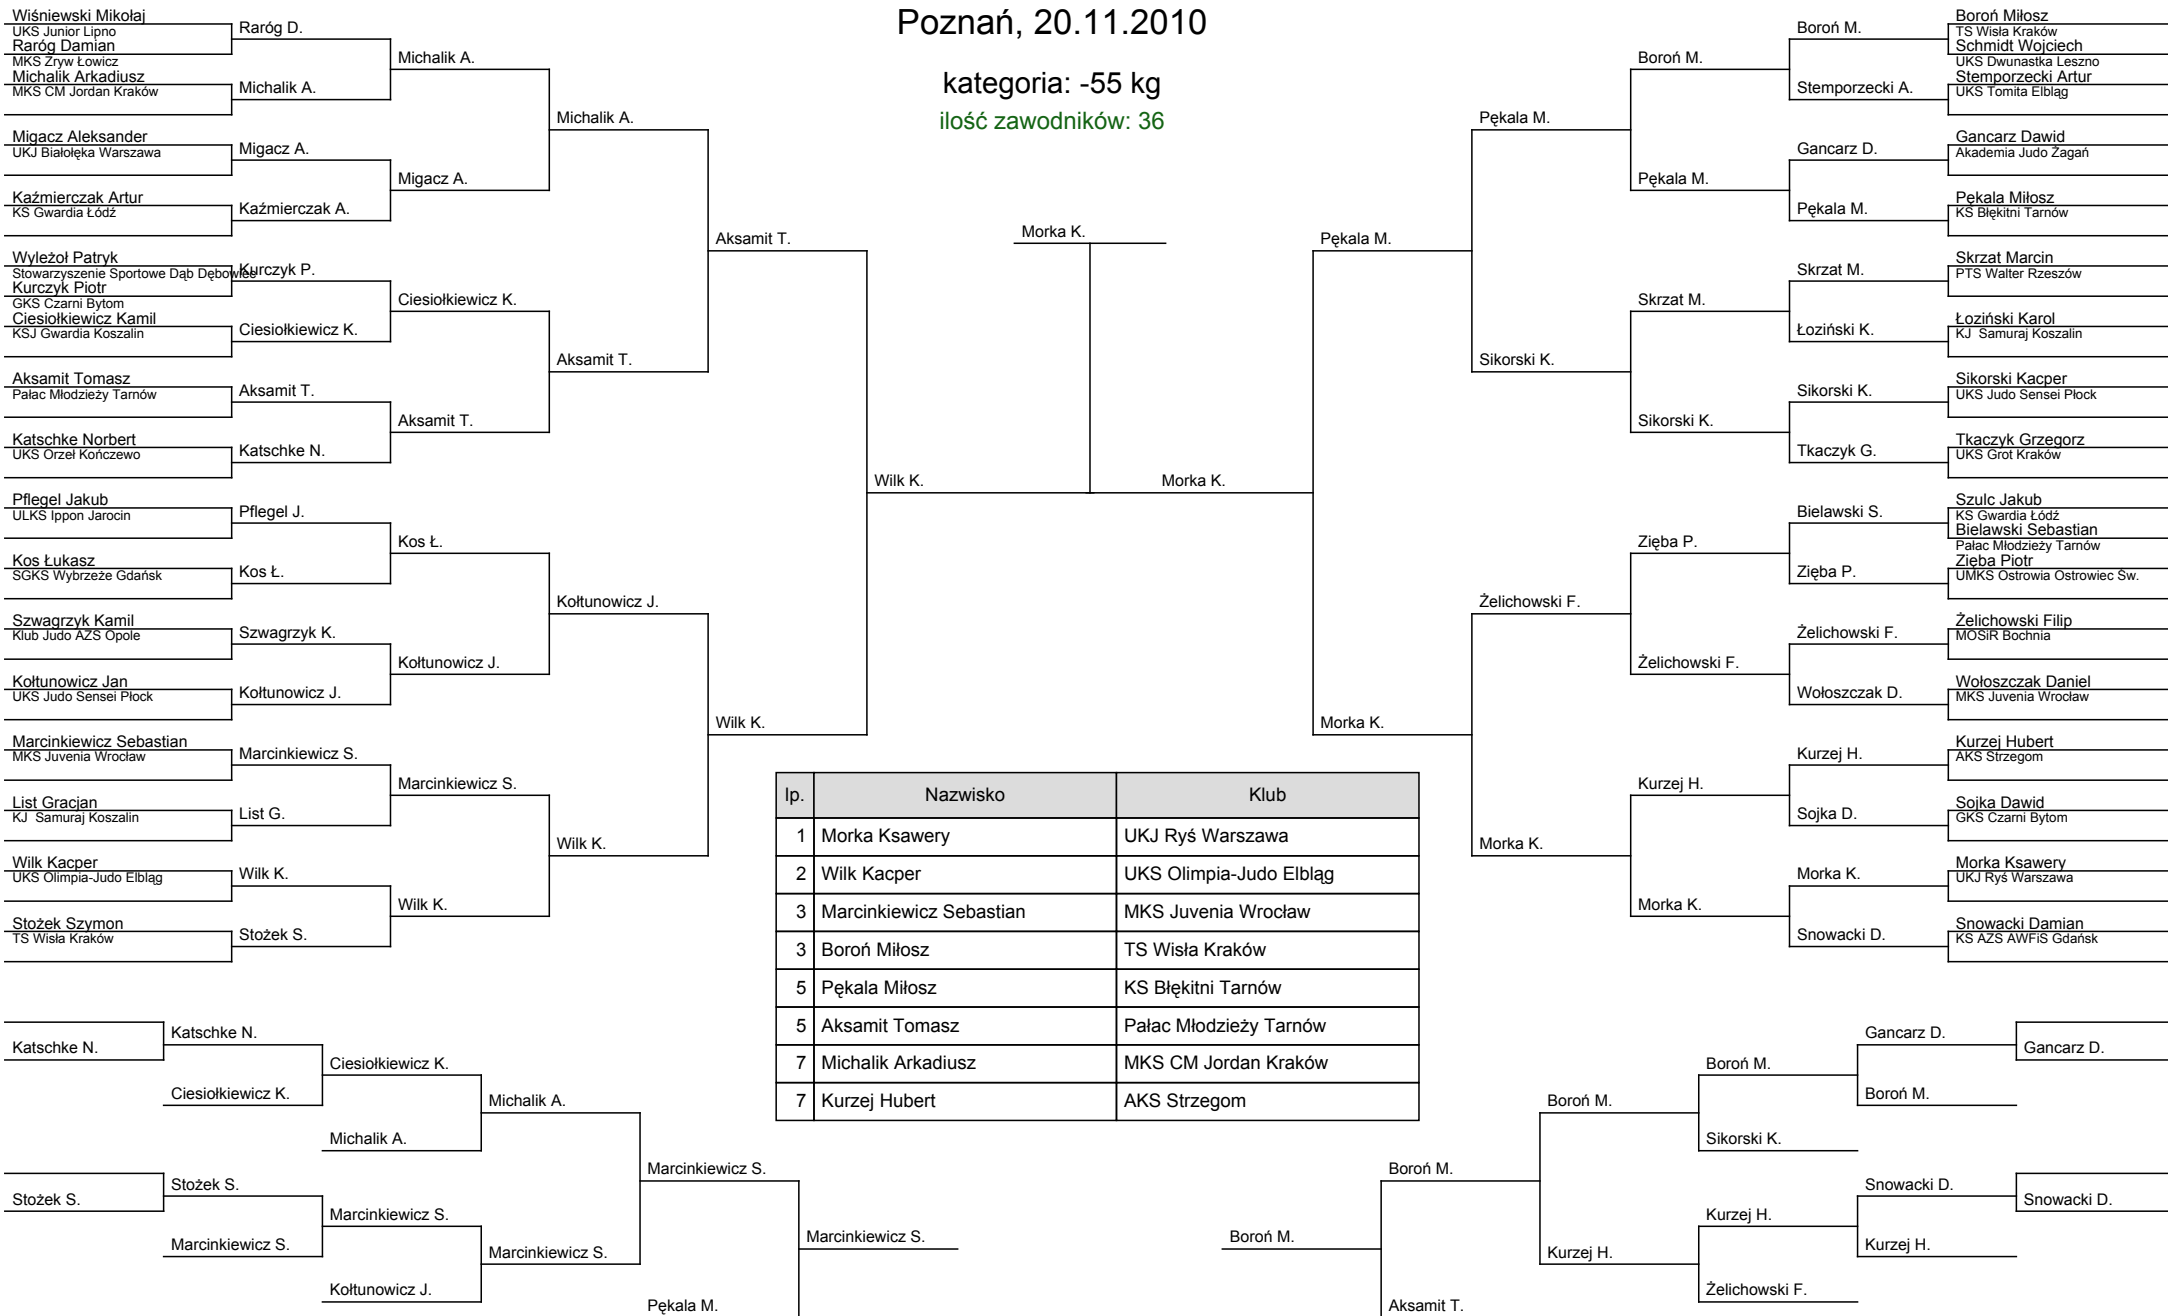 Poznań, 20.11.2010
kategoria: -55 kg
ilość zawodników: 36
Wiśniewski Mikołaj
UKS Junior Lipno
Raróg Damian
MKS Zryw Łowicz
Michalik Arkadiusz
MKS CM Jordan Kraków
Migacz Aleksander
UKJ Białołęka Warszawa
Kaźmierczak Artur
KS Gwardia Łódź
Wyleżoł Patryk
Stowarzyszenie Sportowe Dąb Dębowiec
Kurczyk Piotr
GKS Czarni Bytom
Ciesiołkiewicz Kamil
KSJ Gwardia Koszalin
Aksamit Tomasz
Pałac Młodzieży Tarnów
Katschke Norbert
UKS Orzeł Kończewo
Pflegel Jakub
ULKS Ippon Jarocin
Kos Łukasz
SGKS Wybrzeże Gdańsk
Szwagrzyk Kamil
Klub Judo AZS Opole
Kołtunowicz Jan
UKS Judo Sensei Płock
Marcinkiewicz Sebastian
MKS Juvenia Wrocław
List Gracjan
KJ Samuraj Koszalin
Wilk Kacper
UKS Olimpia-Judo Elbląg
Stożek Szymon
TS Wisła Kraków
Raróg D.
Michalik A.
Migacz A.
Kaźmierczak A.
Kurczyk P.
Ciesiołkiewicz K.
Aksamit T.
Katschke N.
Pflegel J.
Kos Ł.
Szwagrzyk K.
Kołtunowicz J.
Marcinkiewicz S.
List G.
Wilk K.
Stożek S.
Michalik A.
Migacz A.
Ciesiołkiewicz K.
Aksamit T.
Kos Ł.
Kołtunowicz J.
Marcinkiewicz S.
Wilk K.
Michalik A.
Aksamit T.
Kołtunowicz J.
Wilk K.
Aksamit T.
Wilk K.
Wilk K.
Morka K.
Morka K.
Pękala M.
Morka K.
Pękala M.
Sikorski K.
Żelichowski F.
Morka K.
Boroń M.
Pękala M.
Skrzat M.
Sikorski K.
Zięba P.
Żelichowski F.
Kurzej H.
Morka K.
Boroń M.
Stemporzecki A.
Gancarz D.
Pękala M.
Skrzat M.
Łoziński K.
Sikorski K.
Tkaczyk G.
Bielawski S.
Zięba P.
Żelichowski F.
Wołoszczak D.
Kurzej H.
Sojka D.
Morka K.
Snowacki D.
Boroń Miłosz
TS Wisła Kraków
Schmidt Wojciech
UKS Dwunastka Leszno
Stemporzecki Artur
UKS Tomita Elbląg
Gancarz Dawid
Akademia Judo Żagań
Pękala Miłosz
KS Błękitni Tarnów
Skrzat Marcin
PTS Walter Rzeszów
Łoziński Karol
KJ Samuraj Koszalin
Sikorski Kacper
UKS Judo Sensei Płock
Tkaczyk Grzegorz
UKS Grot Kraków
Szulc Jakub
KS Gwardia Łódź
Bielawski Sebastian
Pałac Młodzieży Tarnów
Zięba Piotr
UMKS Ostrowia Ostrowiec Św.
Żelichowski Filip
MOSiR Bochnia
Wołoszczak Daniel
MKS Juvenia Wrocław
Kurzej Hubert
AKS Strzegom
Sojka Dawid
GKS Czarni Bytom
Morka Ksawery
UKJ Ryś Warszawa
Snowacki Damian
KS AZS AWFiS Gdańsk
lp. Nazwisko Klub
1 Morka Ksawery UKJ Ryś Warszawa
2 Wilk Kacper UKS Olimpia-Judo Elbląg
3 Marcinkiewicz Sebastian MKS Juvenia Wrocław
3 Boroń Miłosz TS Wisła Kraków
5 Pękala Miłosz KS Błękitni Tarnów
5 Aksamit Tomasz Pałac Młodzieży Tarnów
7 Michalik Arkadiusz MKS CM Jordan Kraków
7 Kurzej Hubert AKS Strzegom
Katschke N.
Stożek S.
Katschke N.
Ciesiołkiewicz K.
Stożek S.
Marcinkiewicz S.
Ciesiołkiewicz K.
Michalik A.
Marcinkiewicz S.
Kołtunowicz J.
Michalik A.
Marcinkiewicz S.
Marcinkiewicz S.
Pękala M.
Marcinkiewicz S.
Boroń M.
Boroń M.
Aksamit T.
Boroń M.
Kurzej H.
Boroń M.
Sikorski K.
Kurzej H.
Żelichowski F.
Gancarz D.
Boroń M.
Snowacki D.
Kurzej H.
Gancarz D.
Snowacki D.